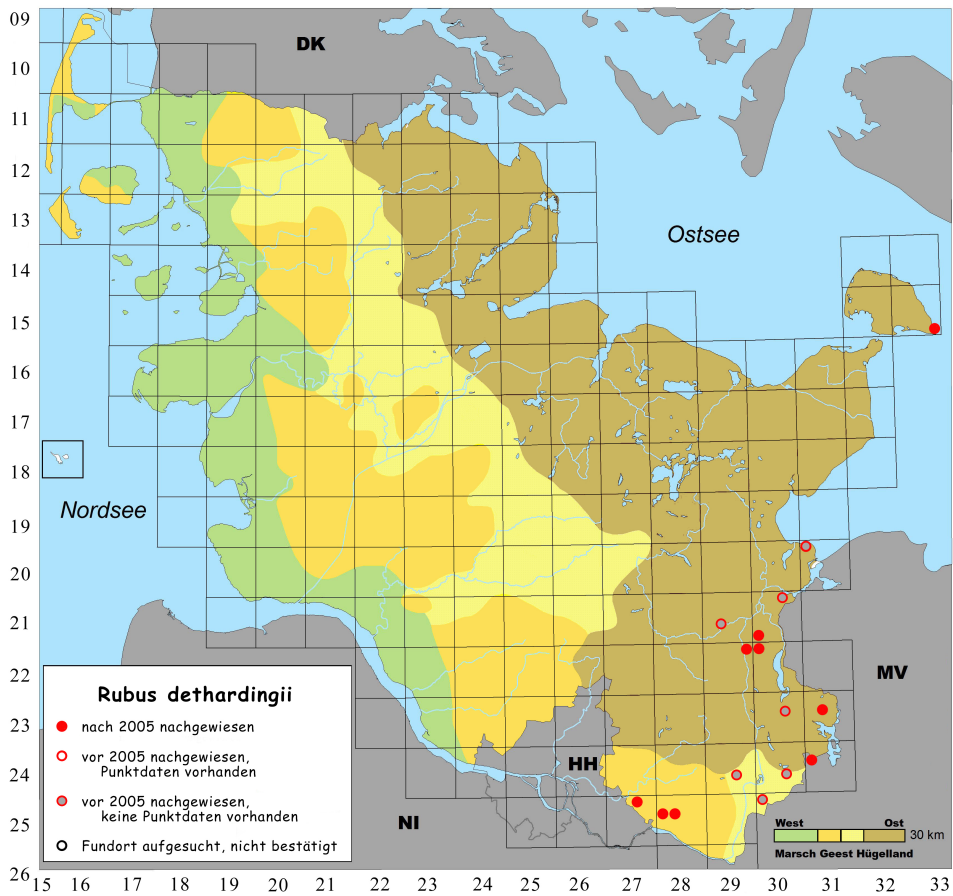 09
10
11
12
13
14
15
16
17
18
19
20
21
22
23
24
25
26
DK
Ostsee
Nordsee
MV
HH
NI
Rubus dethardingii
nach 2005 nachgewiesen
vor 2005 nachgewiesen,
Punktdaten vorhanden
vor 2005 nachgewiesen,
keine Punktdaten vorhanden
Fundort aufgesucht, nicht bestätigt
West Ost
30 km
Marsch Geest Hügelland
15 16 17 18 19 20 21 22 23 24 25 26 27 28 29 30 31 32 33